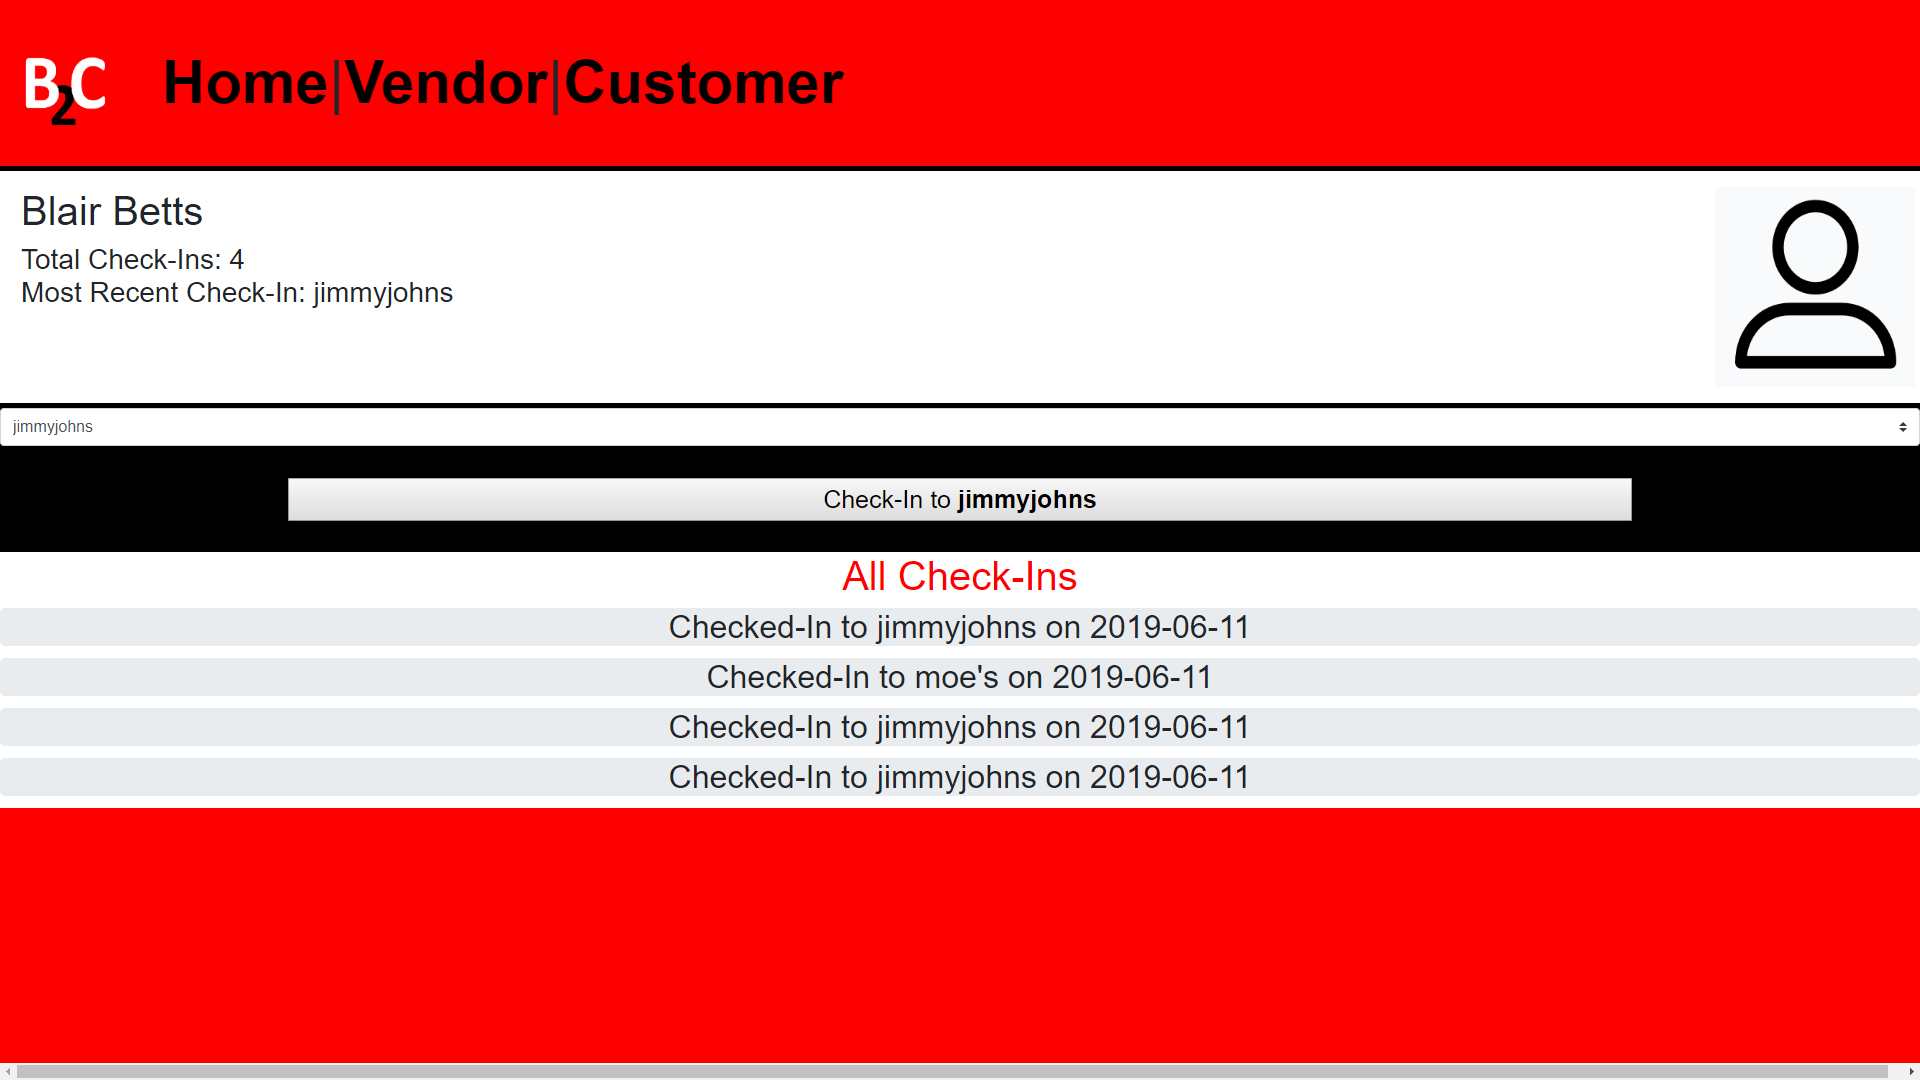 B2C Home|Vendor|Customer
Blair Betts
Total Check-Ins: 4
Most Recent Check-In: jimmyjohns
jimmyjohns
Check-In to jimmyjohns
All Check-Ins
Checked-In to jimmyjohns on 2019-06-11
Checked-In to moe's on 2019-06-11
Checked-In to jimmyjohns on 2019-06-11
Checked-In to jimmyjohns on 2019-06-11